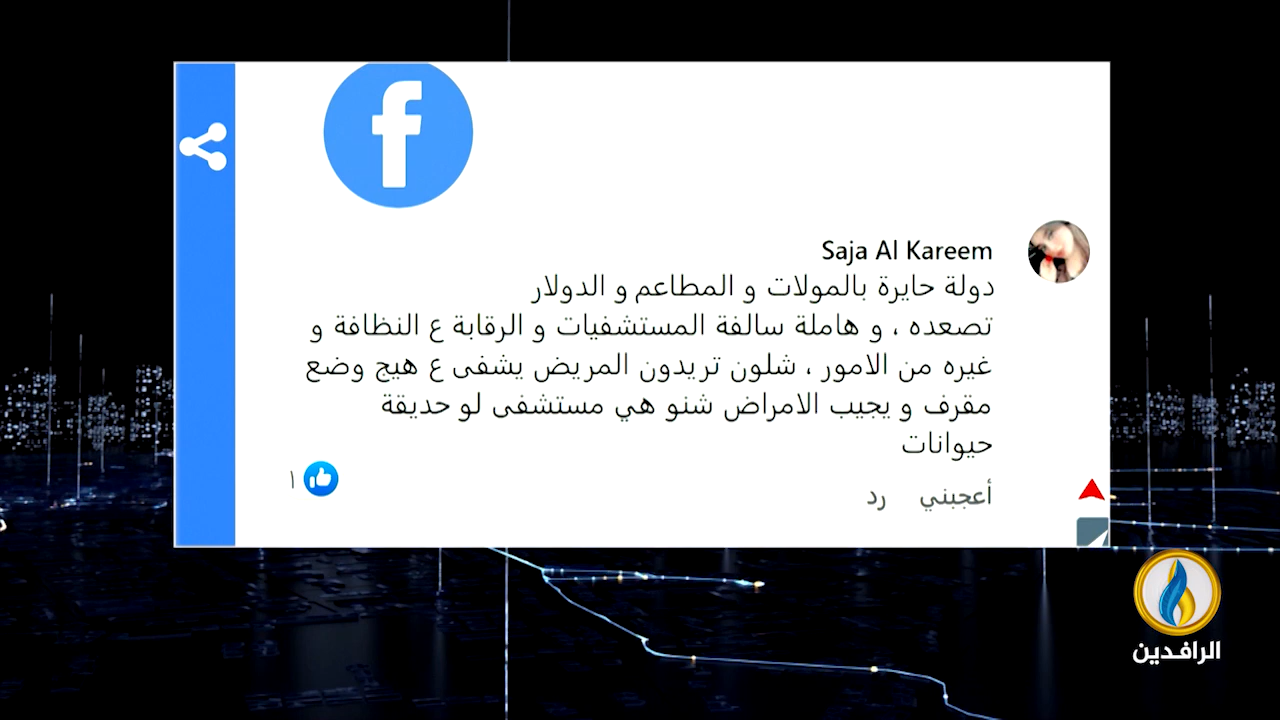 f
Saja Al Kareem
دولة حايرة بالمولات و المطاعم و الدولار
تصعده ، و هاملة سالفة المستشفيات و الرقابة ع النظافة و
غيره من الامور ، شلون تريدون المريض يشفى ع هيج وضع
مقرف و يجيب الامراض شنو هي مستشفى لو حديقة
حيوانات
أعجبني رد
١
الرافدين